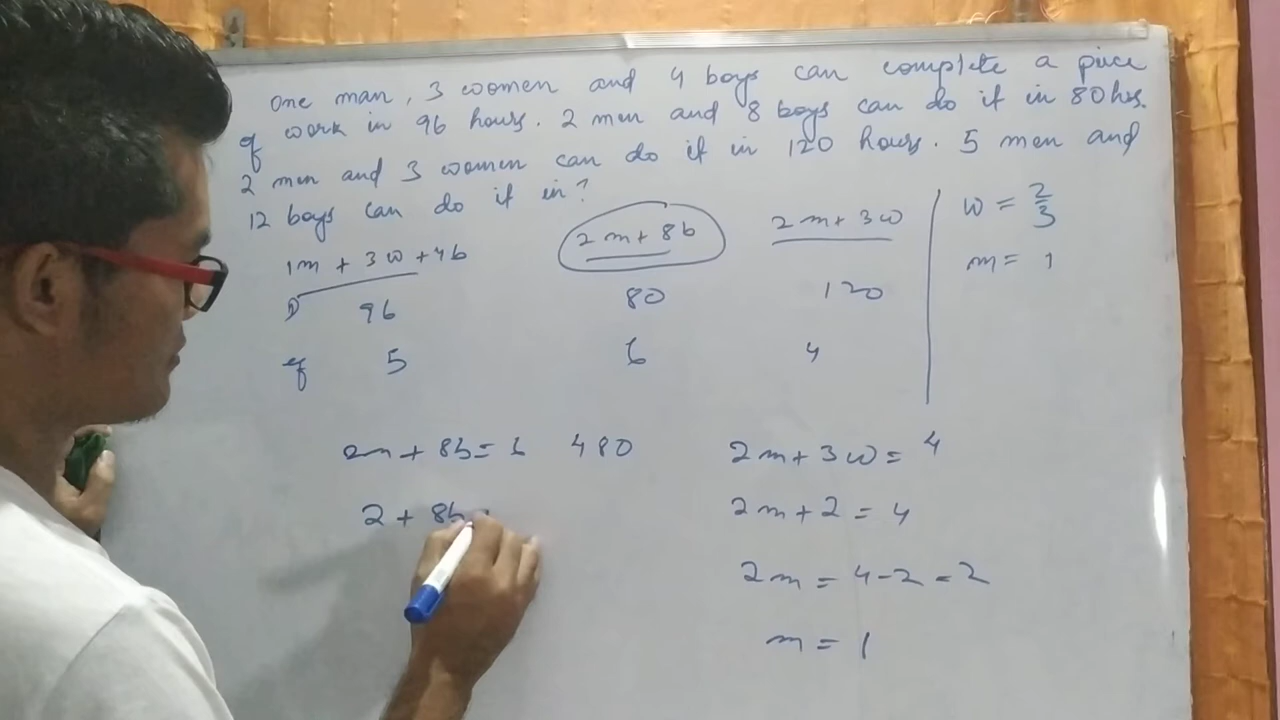 One man, 3 women and 4 boys can complete a piece
of work in 96 hours. 2 men and 8 boys can do it in 80 hrs.
2 men and 3 women can do it in 120 hours. 5 men and
12 boys can do it in?
1m + 3w + 4b
2m + 8b
2m + 3w
w = 2/3
m = 1
D 96
80
120
ef 5
6
4
2m + 8b = 6 480
2m + 3w = 4
2 + 8b
2m + 2 = 4
2m = 4 - 2 = 2
m = 1